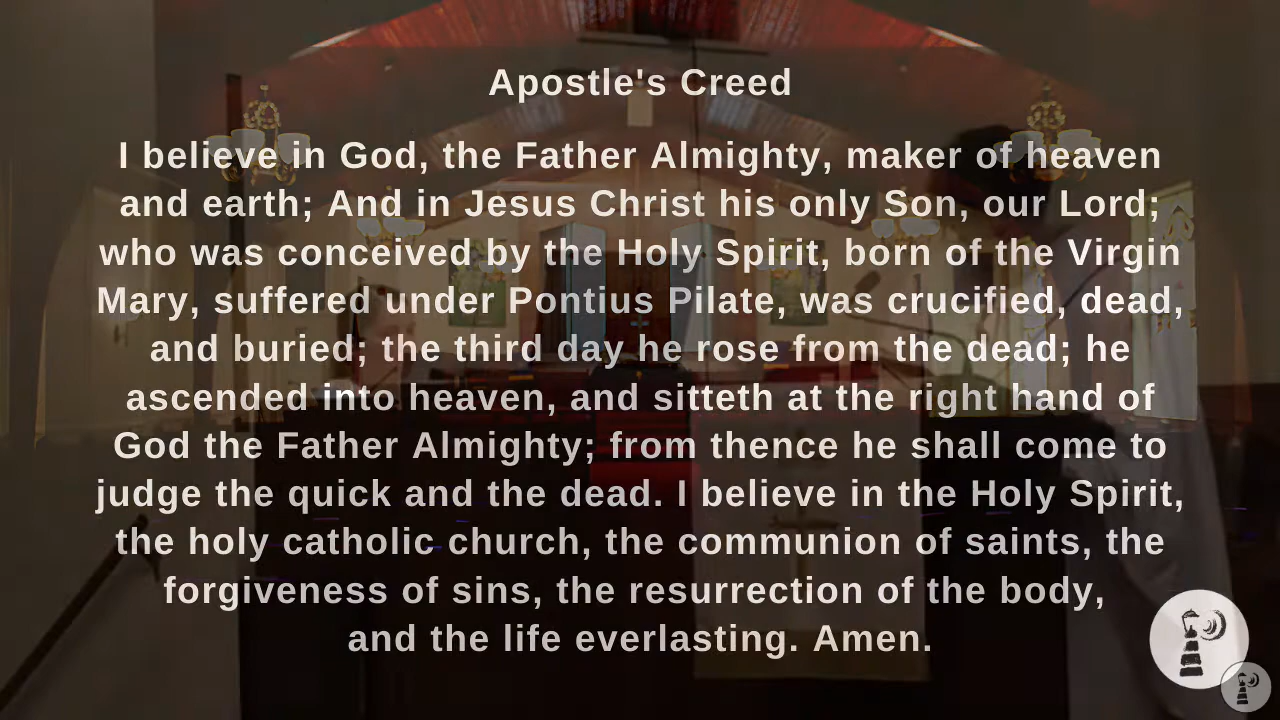 Apostle's Creed
I believe in God, the Father Almighty, maker of heaven
and earth; And in Jesus Christ his only Son, our Lord;
who was conceived by the Holy Spirit, born of the Virgin
Mary, suffered under Pontius Pilate, was crucified, dead,
and buried; the third day he rose from the dead; he
ascended into heaven, and sitteth at the right hand of
God the Father Almighty; from thence he shall come to
judge the quick and the dead. I believe in the Holy Spirit,
the holy catholic church, the communion of saints, the
forgiveness of sins, the resurrection of the body,
and the life everlasting. Amen.